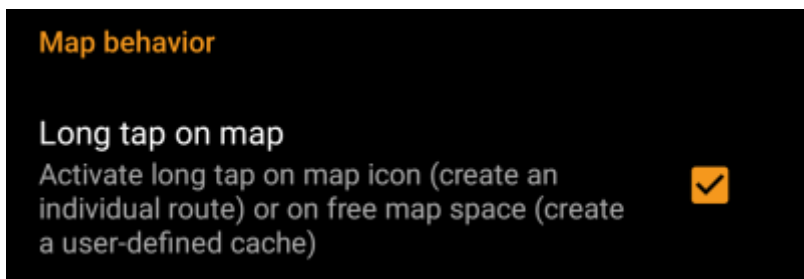 Map behavior
Long tap on map
Activate long tap on map icon (create an
individual route) or on free map space (create
a user-defined cache)